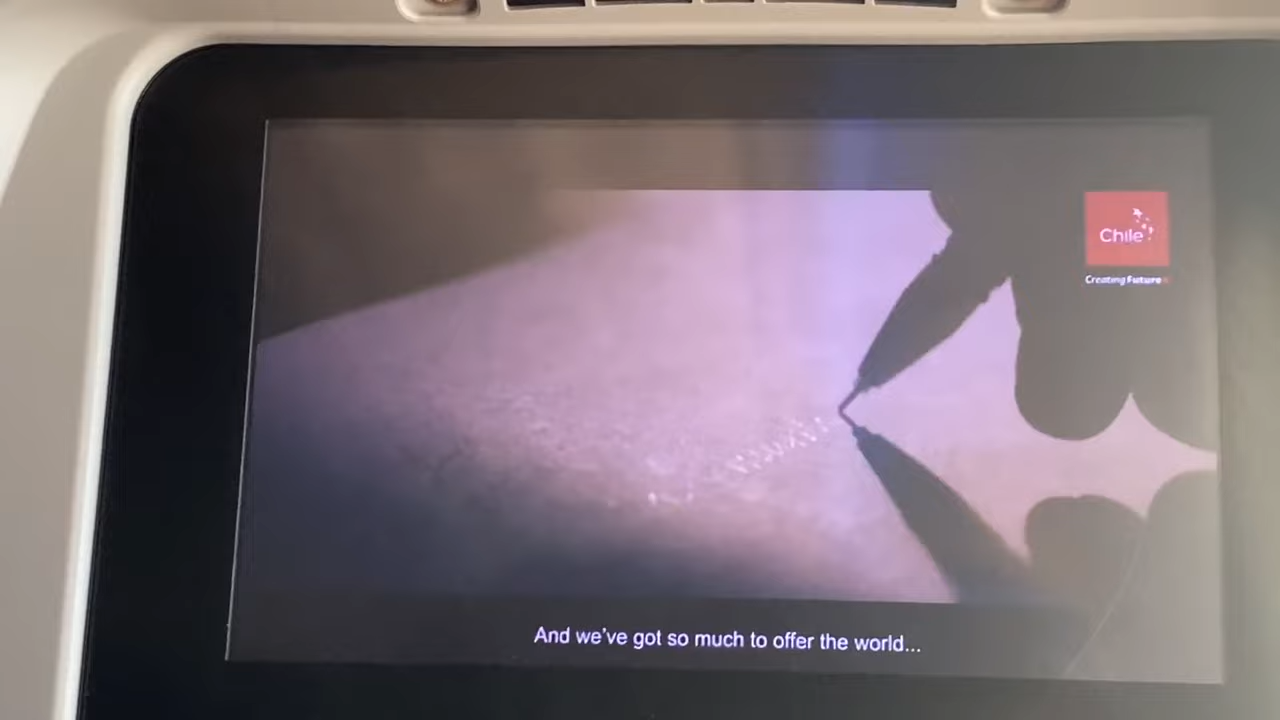 Chile
Creating Future
And we've got so much to offer the world...